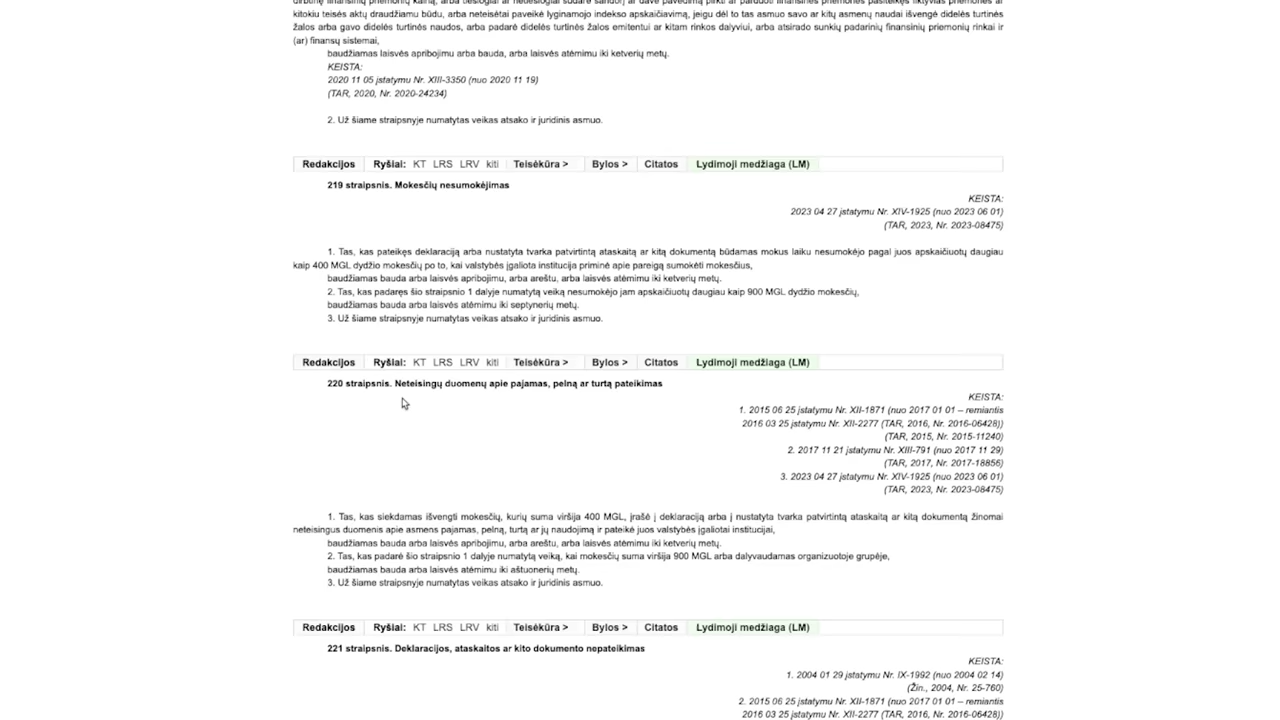 dirbtinę finansinių priemonių kainą, arba tiesiogiai ar netiesiogiai sudarė sandorį ar davė pavedimą pirkti ar parduoti finansines priemones pasitelkęs fiktyvias priemones ar
kitokiu teisės aktų draudžiamu būdu, arba neteisėtai paveikė lyginamojo indekso apskaičiavimą, jeigu dėl to tas asmuo savo ar kitų asmenų naudai išvengė didelės turtinės
žalos arba gavo didelės turtinės naudos, arba padarė didelės turtinės žalos emitentui ar kitam rinkos dalyviui, arba atsirado sunkių padarinių finansinių priemonių rinkai ir
(ar) finansų sistemai,
baudžiamas laisvės apribojimu arba bauda, arba laisvės atėmimu iki ketverių metų.
KEISTA:
2020 11 05 įstatymu Nr. XIII-3350 (nuo 2020 11 19)
(TAR, 2020, Nr. 2020-24234)
2. Už šiame straipsnyje numatytas veikas atsako ir juridinis asmuo.
Redakcijos Ryšiai: KT LRS LRV kiti Teisėkūra > Bylos > Citatos Lydimoji medžiaga (LM)
219 straipsnis. Mokesčių nesumokėjimas
KEISTA:
2023 04 27 įstatymu Nr. XIV-1925 (nuo 2023 06 01)
(TAR, 2023, Nr. 2023-08475)
1. Tas, kas pateikęs deklaraciją arba nustatyta tvarka patvirtintą ataskaitą ar kitą dokumentą būdamas mokus laiku nesumokėjo pagal juos apskaičiuotų daugiau
kaip 400 MGL dydžio mokesčių po to, kai valstybės įgaliota institucija priminė apie pareigą sumokėti mokesčius,
baudžiamas bauda arba laisvės apribojimu, arba areštu, arba laisvės atėmimu iki ketverių metų.
2. Tas, kas padaręs šio straipsnio 1 dalyje numatytą veiką nesumokėjo jam apskaičiuotų daugiau kaip 900 MGL dydžio mokesčių,
baudžiamas bauda arba laisvės atėmimu iki septynerių metų.
3. Už šiame straipsnyje numatytas veikas atsako ir juridinis asmuo.
Redakcijos Ryšiai: KT LRS LRV kiti Teisėkūra > Bylos > Citatos Lydimoji medžiaga (LM)
220 straipsnis. Neteisingų duomenų apie pajamas, pelną ar turtą pateikimas
KEISTA:
1. 2015 06 25 įstatymu Nr. XII-1871 (nuo 2017 01 01 – remiantis
2016 03 25 įstatymu Nr. XII-2277 (TAR, 2016, Nr. 2016-06428))
(TAR, 2015, Nr. 2015-11240)
2. 2017 11 21 įstatymu Nr. XIII-791 (nuo 2017 11 29)
(TAR, 2017, Nr. 2017-18856)
3. 2023 04 27 įstatymu Nr. XIV-1925 (nuo 2023 06 01)
(TAR, 2023, Nr. 2023-08475)
1. Tas, kas siekdamas išvengti mokesčių, kurių suma viršija 400 MGL, įrašė į deklaraciją arba į nustatyta tvarka patvirtintą ataskaitą ar kitą dokumentą žinomai
neteisingus duomenis apie asmens pajamas, pelną, turtą ar jų naudojimą ir pateikė juos valstybės įgaliotai institucijai,
baudžiamas bauda arba laisvės apribojimu, arba areštu, arba laisvės atėmimu iki ketverių metų.
2. Tas, kas padarė šio straipsnio 1 dalyje numatytą veiką, kai mokesčių suma viršija 900 MGL arba dalyvaudamas organizuotoje grupėje,
baudžiamas bauda arba laisvės atėmimu iki aštuonerių metų.
3. Už šiame straipsnyje numatytas veikas atsako ir juridinis asmuo.
Redakcijos Ryšiai: KT LRS LRV kiti Teisėkūra > Bylos > Citatos Lydimoji medžiaga (LM)
221 straipsnis. Deklaracijos, ataskaitos ar kito dokumento nepateikimas
KEISTA:
1. 2004 01 29 įstatymu Nr. IX-1992 (nuo 2004 02 14)
(Žin., 2004, Nr. 25-760)
2. 2015 06 25 įstatymu Nr. XII-1871 (nuo 2017 01 01 – remiantis
2016 03 25 įstatymu Nr. XII-2277 (TAR, 2016, Nr. 2016-06428))